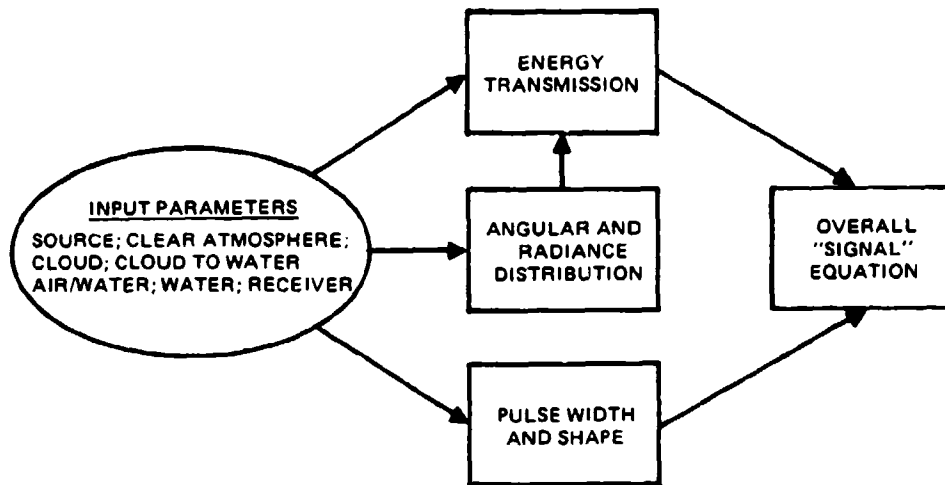 ENERGY
TRANSMISSION
INPUT PARAMETERS
SOURCE; CLEAR ATMOSPHERE;
CLOUD; CLOUD TO WATER
AIR/WATER; WATER; RECEIVER
ANGULAR AND
RADIANCE
DISTRIBUTION
OVERALL
"SIGNAL"
EQUATION
PULSE WIDTH
AND SHAPE